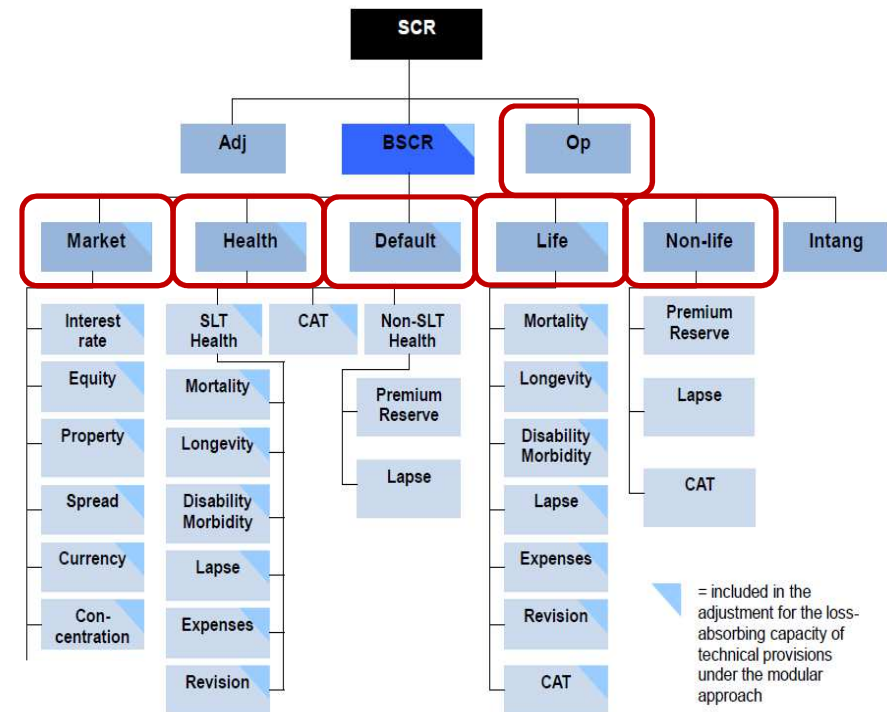 SCR
Adj
BSCR
Op
Market
Health
Default
Life
Non-life
Intang
Interest
rate
Equity
Property
Spread
Currency
Con-
centration
SLT
Health
CAT
Non-SLT
Health
Mortality
Longevity
Disability
Morbidity
Lapse
Expenses
Revision
Premium
Reserve
Lapse
Mortality
Longevity
Disability
Morbidity
Lapse
Expenses
Revision
CAT
Premium
Reserve
Lapse
CAT
= included in the
adjustment for the loss-
absorbing capacity of
technical provisions
under the modular
approach